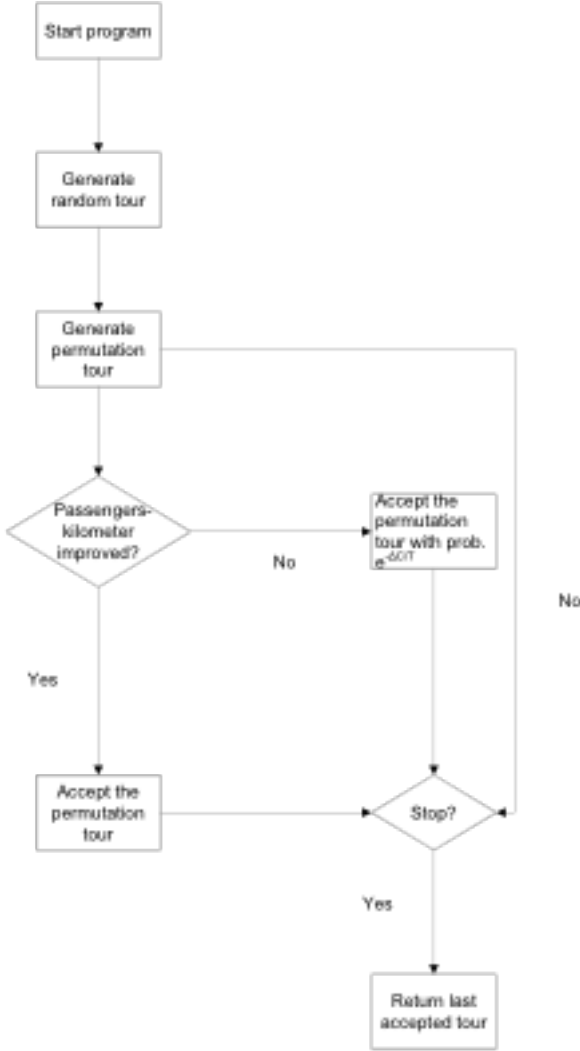 Start program
Generate
random tour
Generate
permutation
tour
Passengers-
kilometer
improved?
No
Accept the
permutation
tour with prob.
e^-ΔC/T
No
Yes
Accept the
permutation
tour
Stop?
Yes
Return last
accepted tour